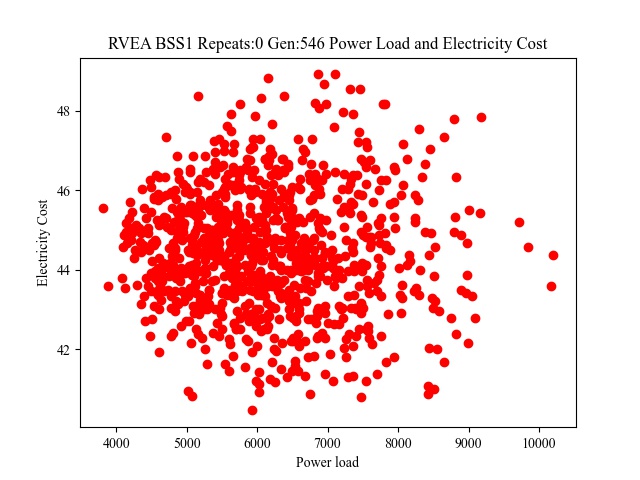 RVEA BSS1 Repeats:0 Gen:546 Power Load and Electricity Cost
48
46
44
42
Electricity Cost
4000 5000 6000 7000 8000 9000 10000
Power load